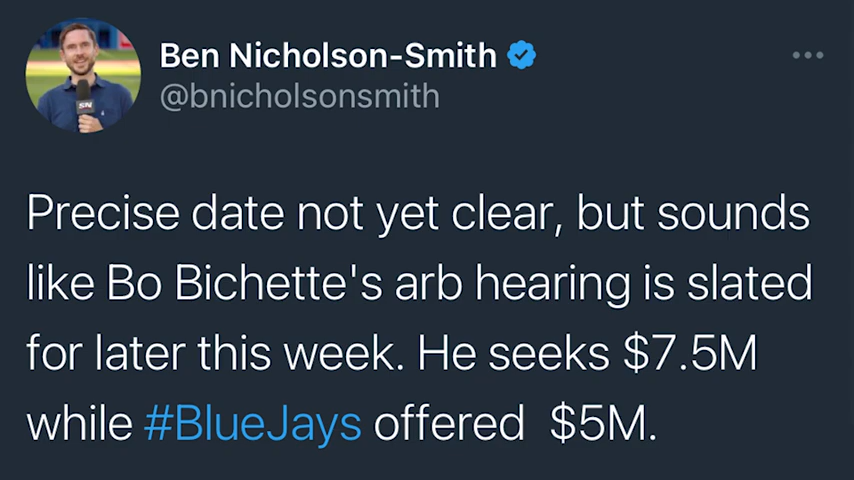 Ben Nicholson-Smith
@bnicholsonsmith
SN
Precise date not yet clear, but sounds
like Bo Bichette's arb hearing is slated
for later this week. He seeks $7.5M
while #BlueJays offered $5M.